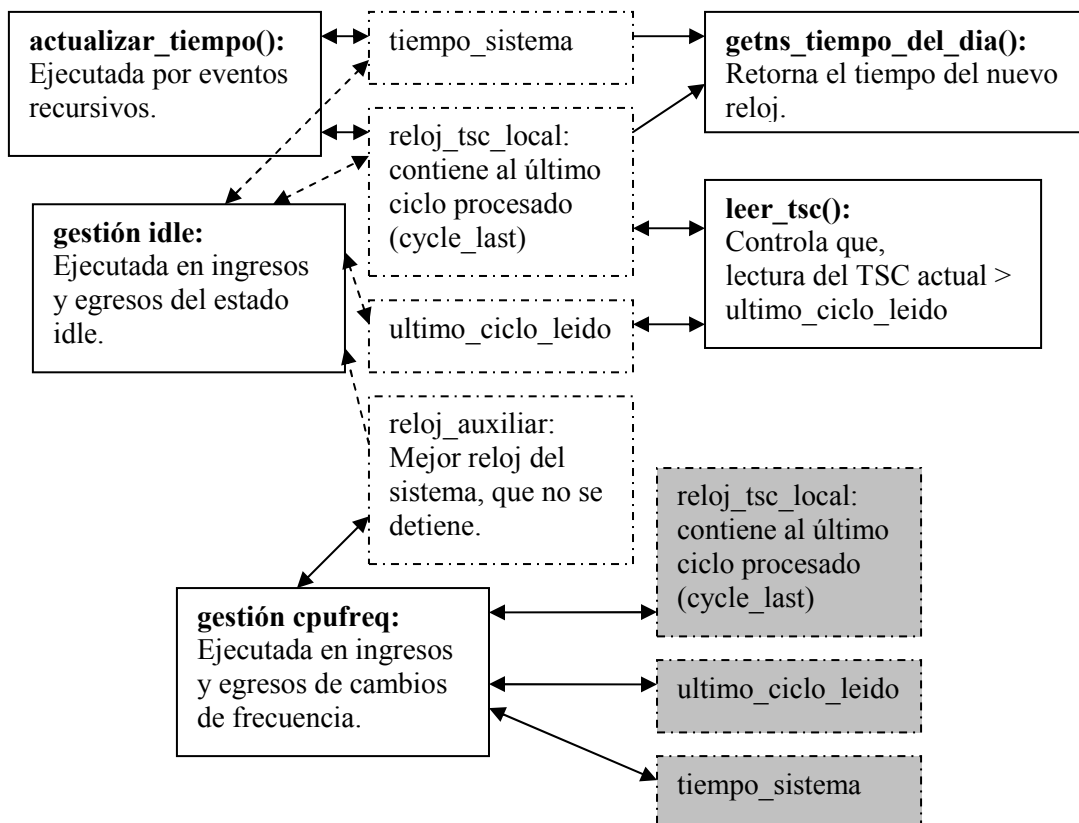 actualizar_tiempo():
Ejecutada por eventos
recursivos.
tiempo_sistema
getns_tiempo_del_dia():
Retorna el tiempo del nuevo
reloj.
reloj_tsc_local:
contiene al último
ciclo procesado
(cycle_last)
gestión idle:
Ejecutada en ingresos
y egresos del estado
idle.
leer_tsc():
Controla que,
lectura del TSC actual >
ultimo_ciclo_leido
ultimo_ciclo_leido
reloj_auxiliar:
Mejor reloj del
sistema, que no se
detiene.
reloj_tsc_local:
contiene al último
ciclo procesado
(cycle_last)
gestión cpufreq:
Ejecutada en ingresos
y egresos de cambios
de frecuencia.
ultimo_ciclo_leido
tiempo_sistema